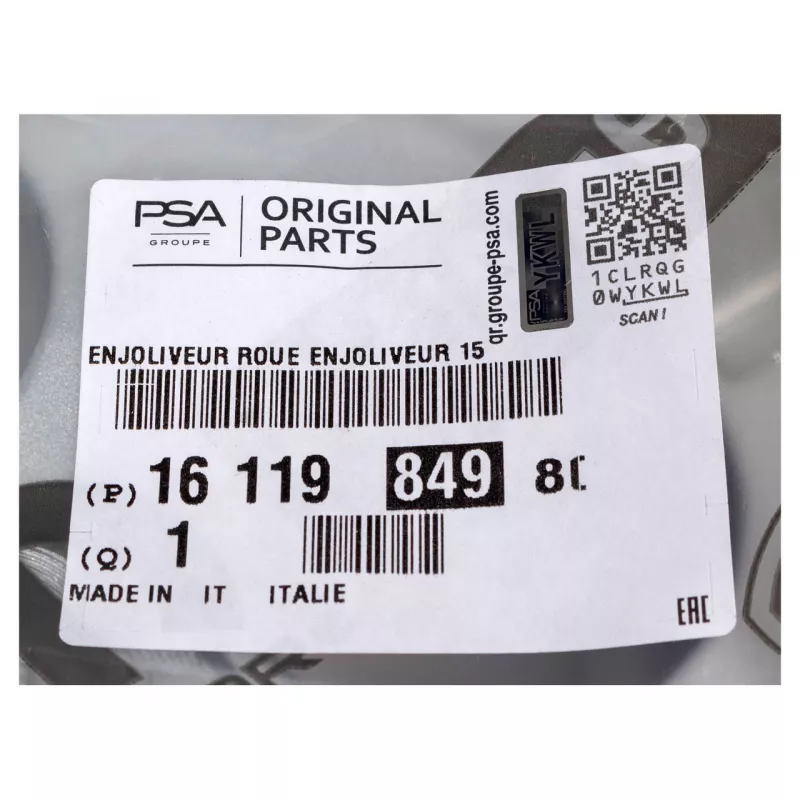 PSA
GROUPE
ORIGINAL
PARTS
qr.groupe-psa.com
PSA YKWL
1CLRQG
0WYKWL
SCAN!
ENJOLIVEUR ROUE ENJOLIVEUR 15
(P) 16 119 849
(Q) 1
MADE IN IT ITALIE
EAC